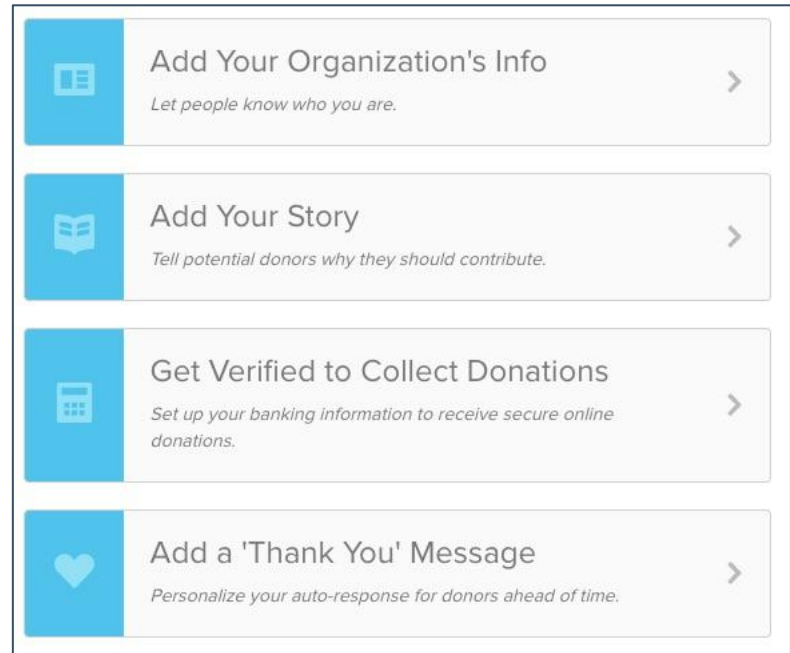 Add Your Organization's Info
Let people know who you are.
Add Your Story
Tell potential donors why they should contribute.
Get Verified to Collect Donations
Set up your banking information to receive secure online
donations.
Add a 'Thank You' Message
Personalize your auto-response for donors ahead of time.